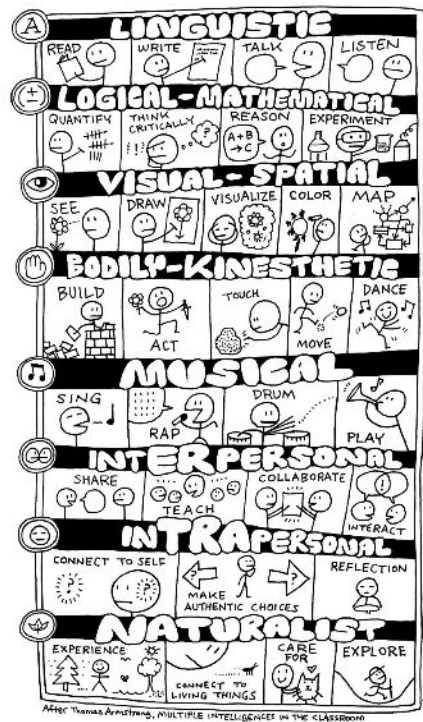 A
LINGUISTIC
READ WRITE TALK LISTEN
±
LOGICAL-MATHEMATICAL
QUANTIFY THINK CRITICALLY REASON EXPERIMENT
!!! ?
A+B
→C
VISUAL-SPATIAL
SEE DRAW VISUALIZE COLOR MAP
BODILY-KINESTHETIC
BUILD ACT TOUCH MOVE DANCE
MUSICAL
SING RAP DRUM PLAY
INTERPERSONAL
SHARE TEACH COLLABORATE INTERACT
!
INTRAPERSONAL
CONNECT TO SELF MAKE AUTHENTIC CHOICES REFLECTION
? ? ? ?
NATURALIST
EXPERIENCE CONNECT TO LIVING THINGS CARE FOR EXPLORE
After Thomas Armstrong, MULTIPLE INTELLIGENCES IN THE CLASSROOM